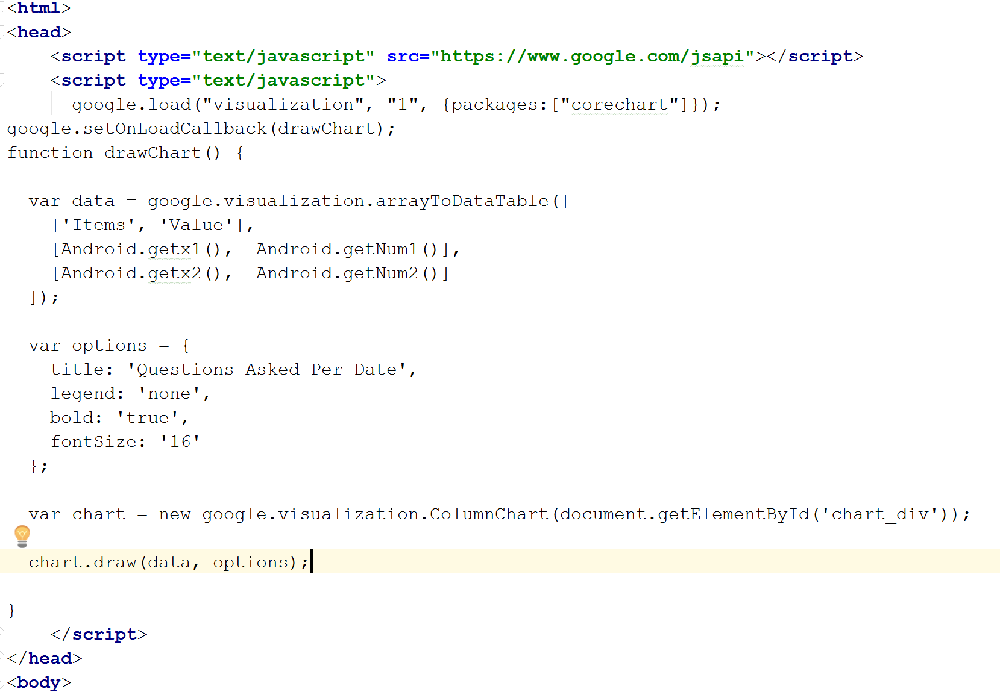 <html>
<head>
<script type="text/javascript" src="https://www.google.com/jsapi"></script>
<script type="text/javascript">
google.load("visualization", "1", {packages:["corechart"]});
google.setOnLoadCallback(drawChart);
function drawChart() {
var data = google.visualization.arrayToDataTable([
['Items', 'Value'],
[Android.getx1(),  Android.getNum1()],
[Android.getx2(),  Android.getNum2()]
]);
var options = {
title: 'Questions Asked Per Date',
legend: 'none',
bold: 'true',
fontSize: '16'
};
var chart = new google.visualization.ColumnChart(document.getElementById('chart_div'));
chart.draw(data, options);
}
</script>
</head>
<body>